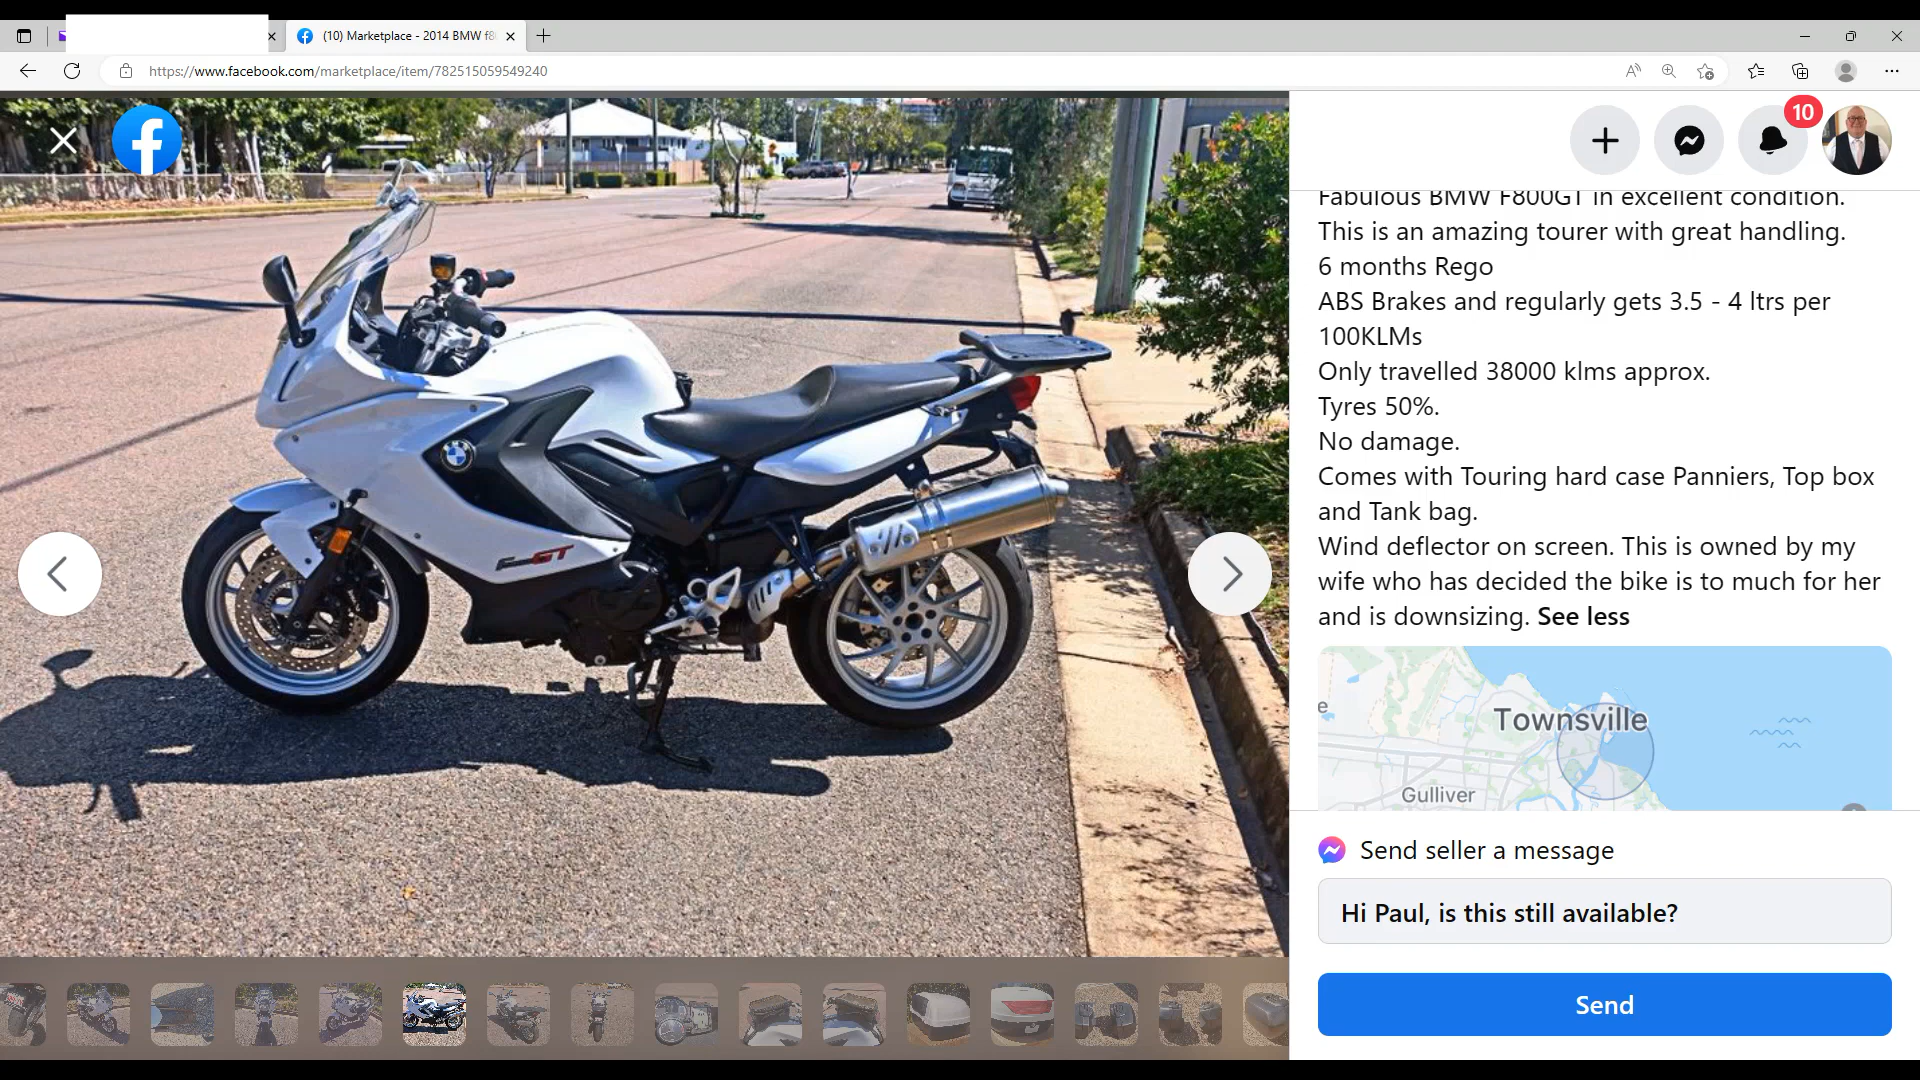 (10) Marketplace - 2014 BMW f8
https://www.facebook.com/marketplace/item/782515059549240
10
Fabulous BMW F800GT in excellent condition.
This is an amazing tourer with great handling.
6 months Rego
ABS Brakes and regularly gets 3.5 - 4 ltrs per
100KLMs
Only travelled 38000 klms approx.
Tyres 50%.
No damage.
Comes with Touring hard case Panniers, Top box
and Tank bag.
Wind deflector on screen. This is owned by my
wife who has decided the bike is to much for her
and is downsizing. See less
GT
e
Townsville
Gulliver
Send seller a message
Hi Paul, is this still available?
Send